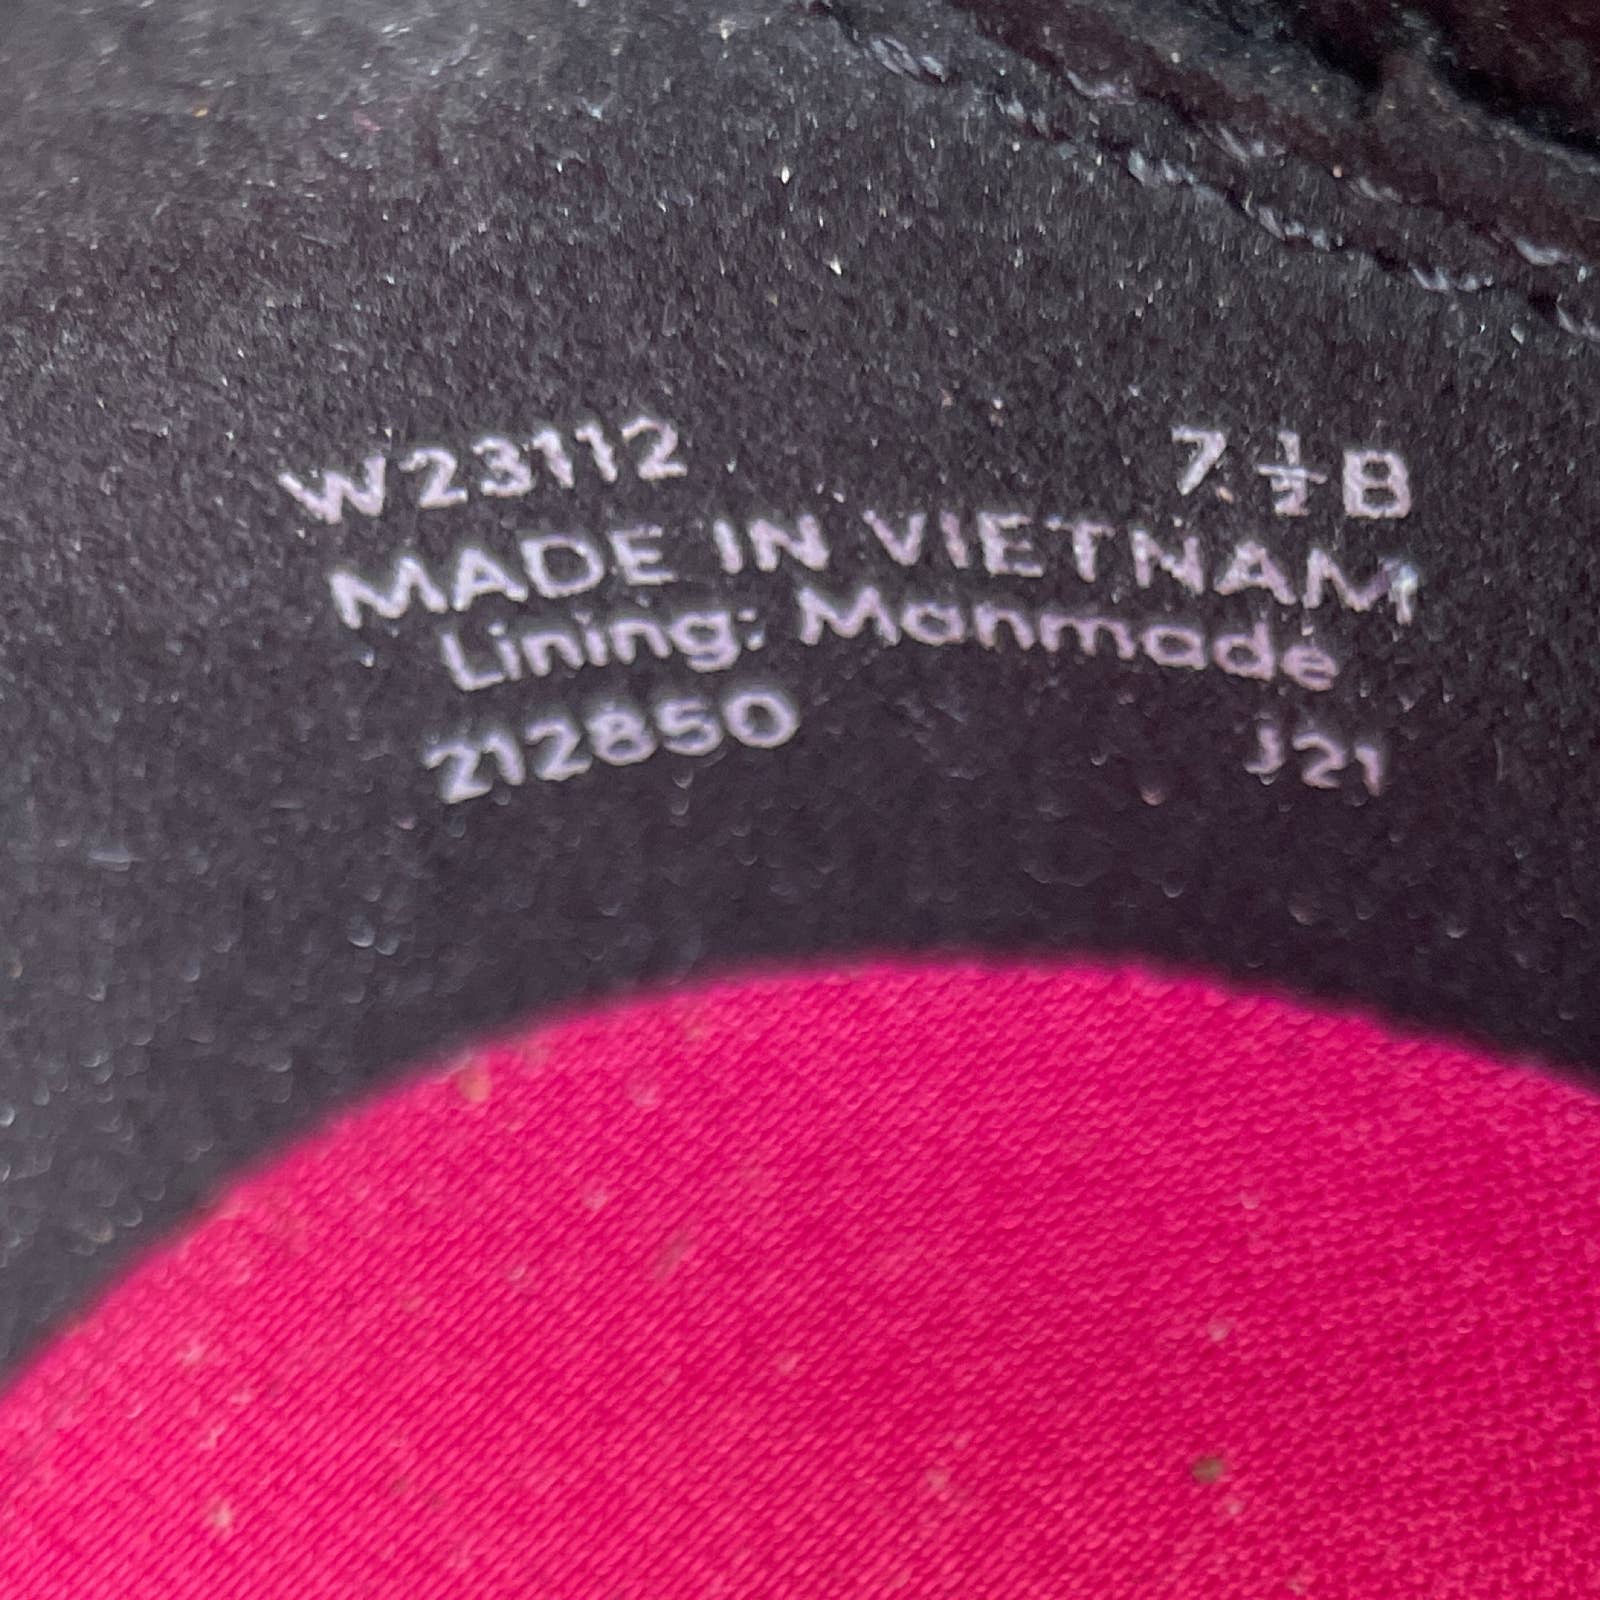 W23112 7 ½ B
MADE IN VIETNAM
Lining: Manmade
212850 J21